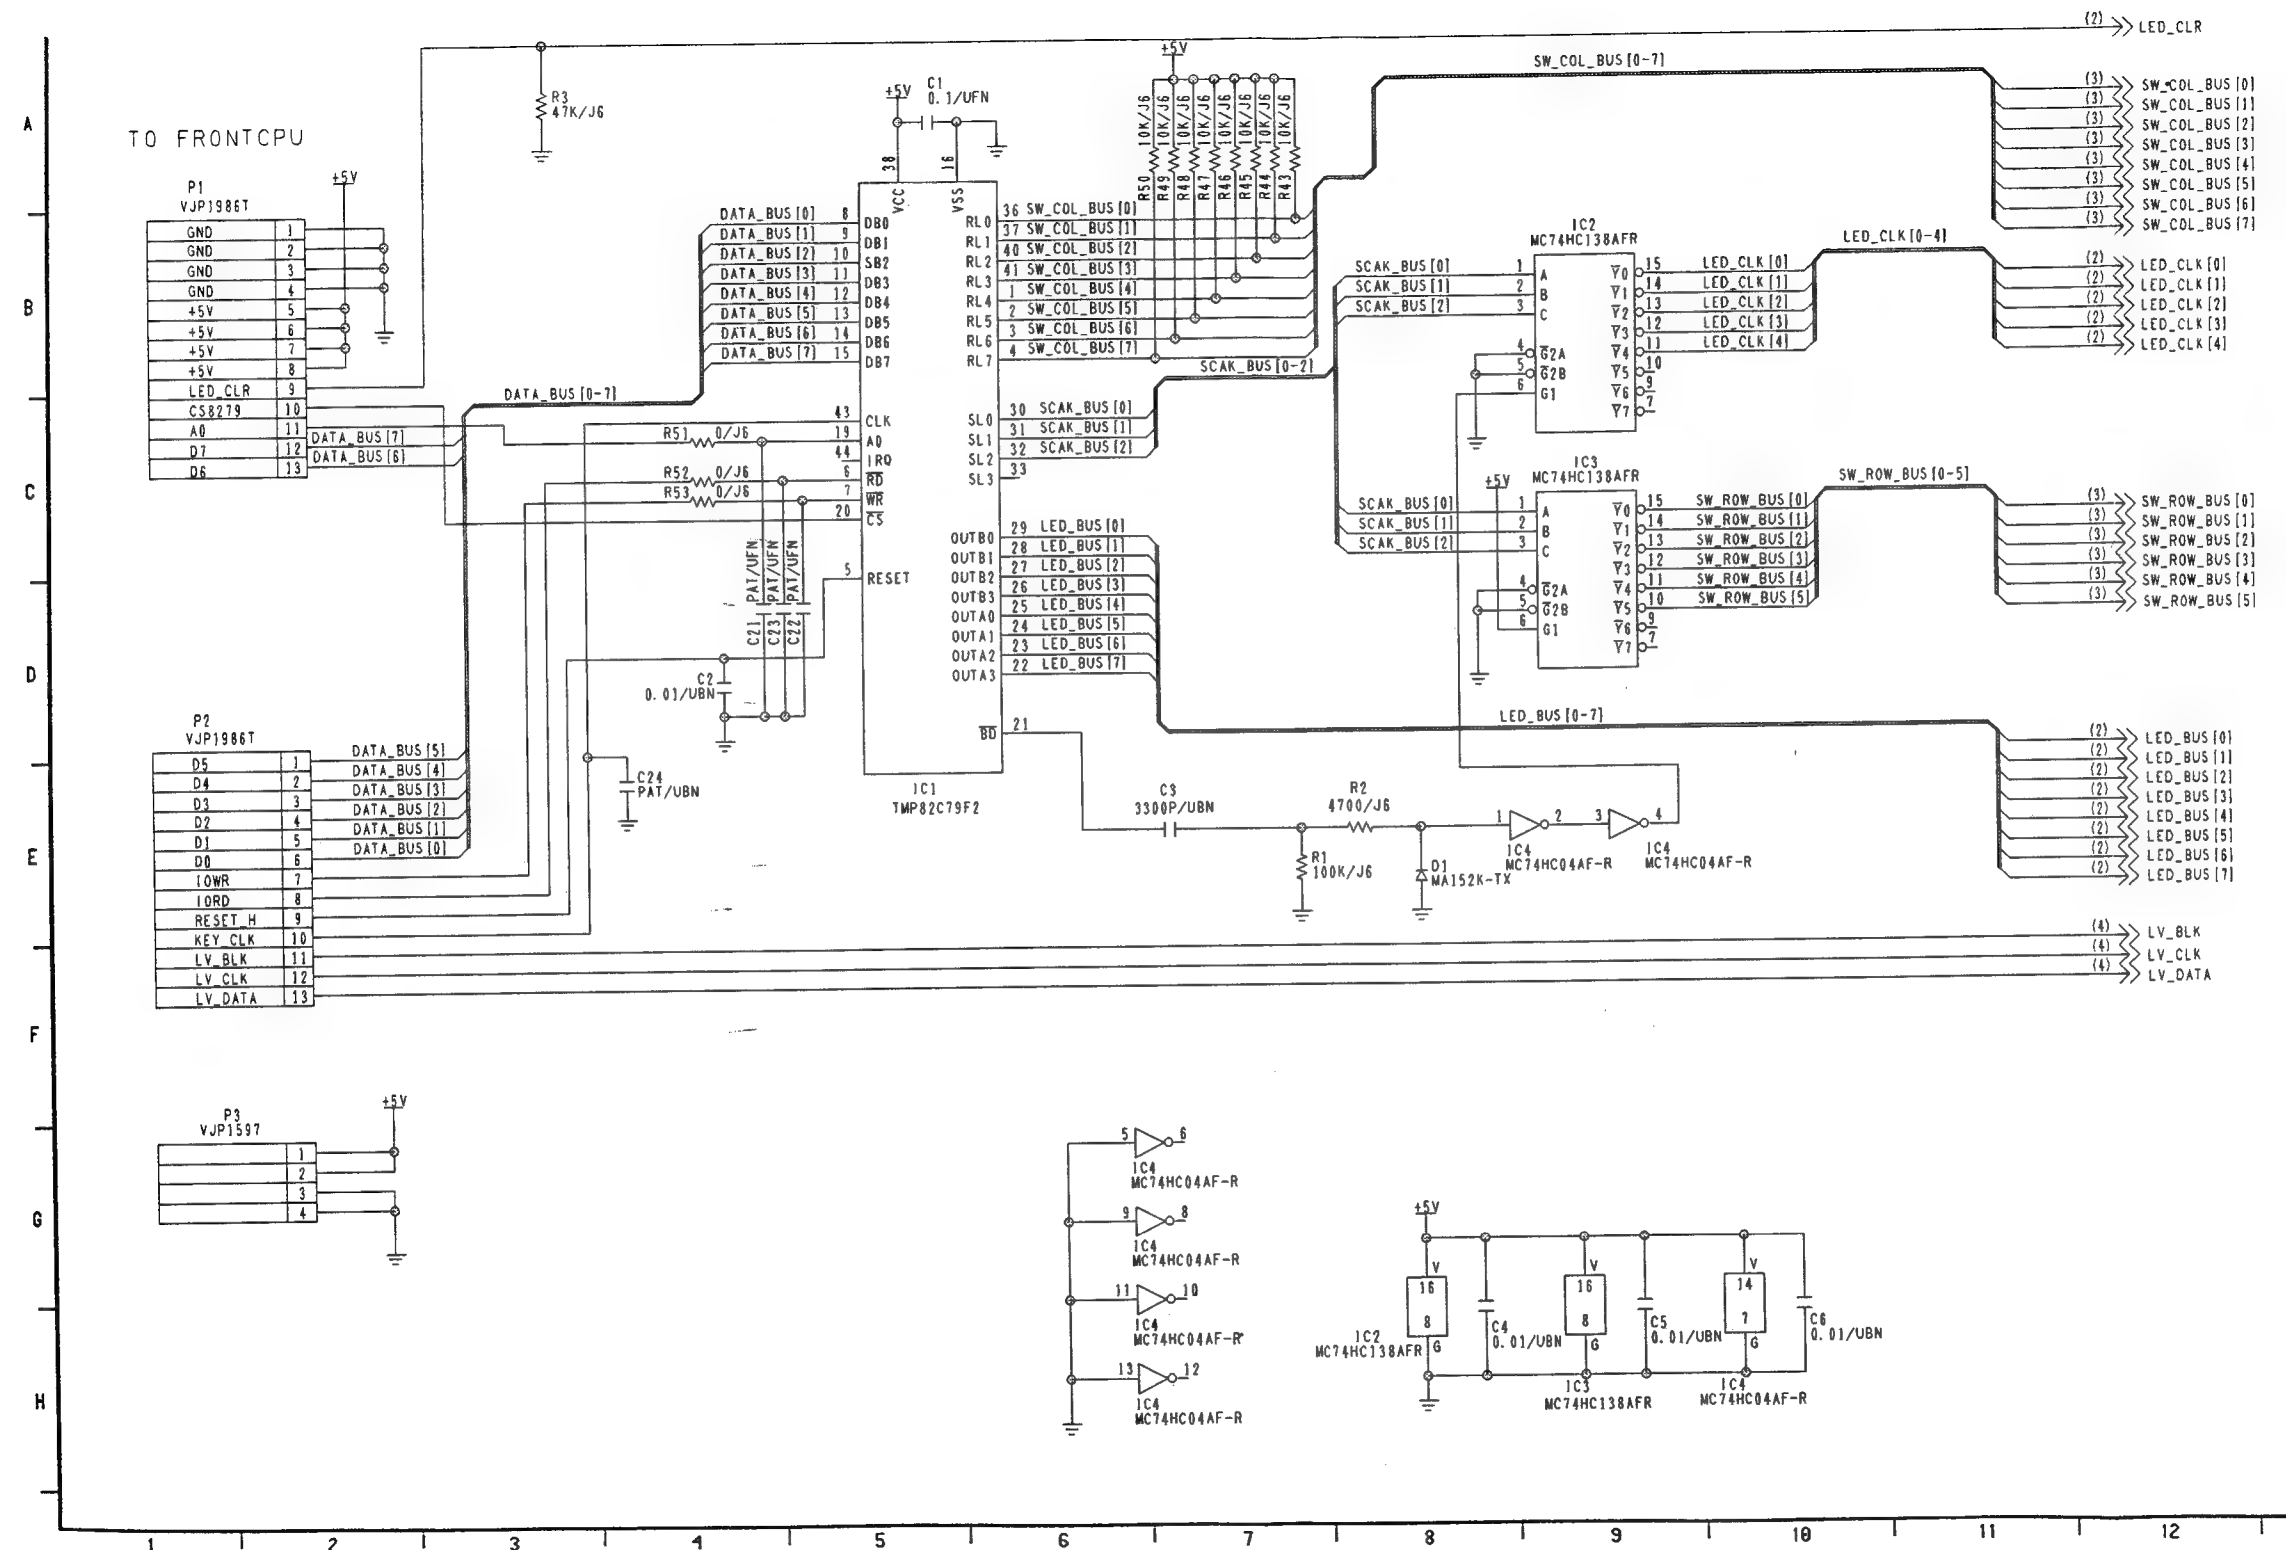 (2) LED_CLR
TO FRONTCPU
P1
VJP1986T
+5V
GND 1
GND 2
GND 3
GND 4
+5V 5
+5V 6
+5V 7
+5V 8
LED_CLR 9
CS8279 10
A0 11
D7 12
D6 13
DATA_BUS[7]
DATA_BUS[6]
R3
47K/J6
C1
0.1/UFN
+5V
38
16
VCC
VSS
DATA_BUS[0] 8 DB0
DATA_BUS[1] 9 DB1
DATA_BUS[2] 10 SB2
DATA_BUS[3] 11 DB3
DATA_BUS[4] 12 DB4
DATA_BUS[5] 13 DB5
DATA_BUS[6] 14 DB6
DATA_BUS[7] 15 DB7
DATA_BUS[0-7]
43 CLK
R51 0/J6 19 A0
44 IRQ
R52 0/J6 6 RD
R53 0/J6 7 WR
20 CS
5 RESET
PAT/UFN
PAT/UFN
PAT/UFN
C21
C23
C22
C2
0.01/UBN
RL0 36 SW_COL_BUS[0]
RL1 37 SW_COL_BUS[1]
RL2 40 SW_COL_BUS[2]
RL3 41 SW_COL_BUS[3]
RL4 1 SW_COL_BUS[4]
RL5 2 SW_COL_BUS[5]
RL6 3 SW_COL_BUS[6]
RL7 4 SW_COL_BUS[7]
SL0 30 SCAK_BUS[0]
SL1 31 SCAK_BUS[1]
SL2 32 SCAK_BUS[2]
SL3 33
OUTB0 29 LED_BUS[0]
OUTB1 28 LED_BUS[1]
OUTB2 27 LED_BUS[2]
OUTB3 26 LED_BUS[3]
OUTA0 25 LED_BUS[4]
OUTA1 24 LED_BUS[5]
OUTA2 23 LED_BUS[6]
OUTA3 22 LED_BUS[7]
BD 21
IC1
TMP82C79F2
+5V
R50 10K/J6
R49 10K/J6
R48 10K/J6
R47 10K/J6
R46 10K/J6
R45 10K/J6
R44 10K/J6
R43 10K/J6
SW_COL_BUS[0-7]
SCAK_BUS[0-2]
IC2
MC74HC138AFR
SCAK_BUS[0] 1 A
SCAK_BUS[1] 2 B
SCAK_BUS[2] 3 C
4 G2A
5 G2B
6 G1
Y0 15 LED_CLK[0]
Y1 14 LED_CLK[1]
Y2 13 LED_CLK[2]
Y3 12 LED_CLK[3]
Y4 11 LED_CLK[4]
Y5 10
Y6 9
Y7 7
LED_CLK[0-4]
IC3
MC74HC138AFR
+5V
SCAK_BUS[0] 1 A
SCAK_BUS[1] 2 B
SCAK_BUS[2] 3 C
4 G2A
5 G2B
6 G1
Y0 15 SW_ROW_BUS[0]
Y1 14 SW_ROW_BUS[1]
Y2 13 SW_ROW_BUS[2]
Y3 12 SW_ROW_BUS[3]
Y4 11 SW_ROW_BUS[4]
Y5 10 SW_ROW_BUS[5]
Y6 9
Y7 7
SW_ROW_BUS[0-5]
LED_BUS[0-7]
(3) SW_COL_BUS[0]
(3) SW_COL_BUS[1]
(3) SW_COL_BUS[2]
(3) SW_COL_BUS[3]
(3) SW_COL_BUS[4]
(3) SW_COL_BUS[5]
(3) SW_COL_BUS[6]
(3) SW_COL_BUS[7]
(2) LED_CLK[0]
(2) LED_CLK[1]
(2) LED_CLK[2]
(2) LED_CLK[3]
(2) LED_CLK[4]
(3) SW_ROW_BUS[0]
(3) SW_ROW_BUS[1]
(3) SW_ROW_BUS[2]
(3) SW_ROW_BUS[3]
(3) SW_ROW_BUS[4]
(3) SW_ROW_BUS[5]
(2) LED_BUS[0]
(2) LED_BUS[1]
(2) LED_BUS[2]
(2) LED_BUS[3]
(2) LED_BUS[4]
(2) LED_BUS[5]
(2) LED_BUS[6]
(2) LED_BUS[7]
(4) LV_BLK
(4) LV_CLK
(4) LV_DATA
P2
VJP1986T
D5 1 DATA_BUS[5]
D4 2 DATA_BUS[4]
D3 3 DATA_BUS[3]
D2 4 DATA_BUS[2]
D1 5 DATA_BUS[1]
D0 6 DATA_BUS[0]
IOWR 7
IORD 8
RESET_H 9
KEY_CLK 10
LV_BLK 11
LV_CLK 12
LV_DATA 13
C24
PAT/UBN
C3
3300P/UBN
R2
4700/J6
R1
100K/J6
D1
MA152K-TX
1 2
IC4
MC74HC04AF-R
3 4
IC4
MC74HC04AF-R
P3
VJP1597
+5V
1
2
3
4
5 6
IC4
MC74HC04AF-R
9 8
IC4
MC74HC04AF-R
11 10
IC4
MC74HC04AF-R
13 12
IC4
MC74HC04AF-R
+5V
V
16
8
G
IC2
MC74HC138AFR
C4
0.01/UBN
V
16
8
G
IC3
MC74HC138AFR
C5
0.01/UBN
V
14
7
G
IC4
MC74HC04AF-R
C6
0.01/UBN
A
B
C
D
E
F
G
H
1 2 3 4 5 6 7 8 9 10 11 12